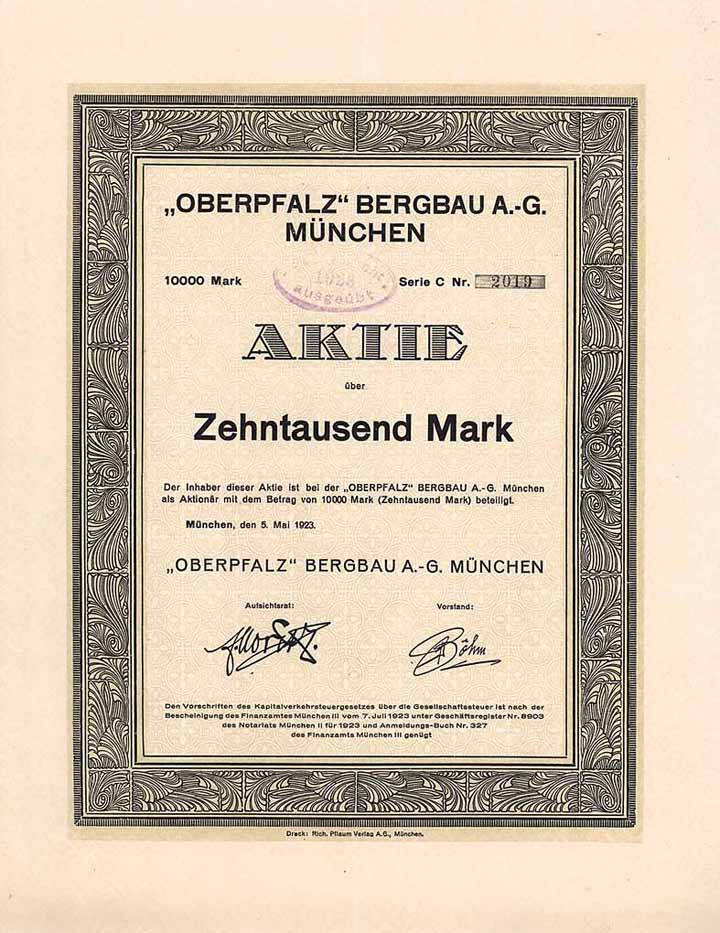 „OBERPFALZ“ BERGBAU A.-G.
MÜNCHEN
10000 Mark
1923
ausgeübt
Serie C Nr. 2019
AKTIE
über
Zehntausend Mark
Der Inhaber dieser Aktie ist bei der „OBERPFALZ“ BERGBAU A.-G. München
als Aktionär mit dem Betrag von 10000 Mark (Zehntausend Mark) beteiligt.
München, den 5. Mai 1923.
„OBERPFALZ“ BERGBAU A.-G. MÜNCHEN
Aufsichtsrat:
Vorstand:
Böhm
Den Vorschriften des Kapitalverkehrsteuergesetzes über die Gesellschaftssteuer ist nach der
Bescheinigung des Finanzamtes München III vom 7. Juli 1923 unter Geschäftsregister Nr. 8903
des Notariats München II für 1923 und Anmeldungs-Buch Nr. 327
des Finanzamts München III genügt
Druck: Rich. Pflaum Verlag A.G., München.